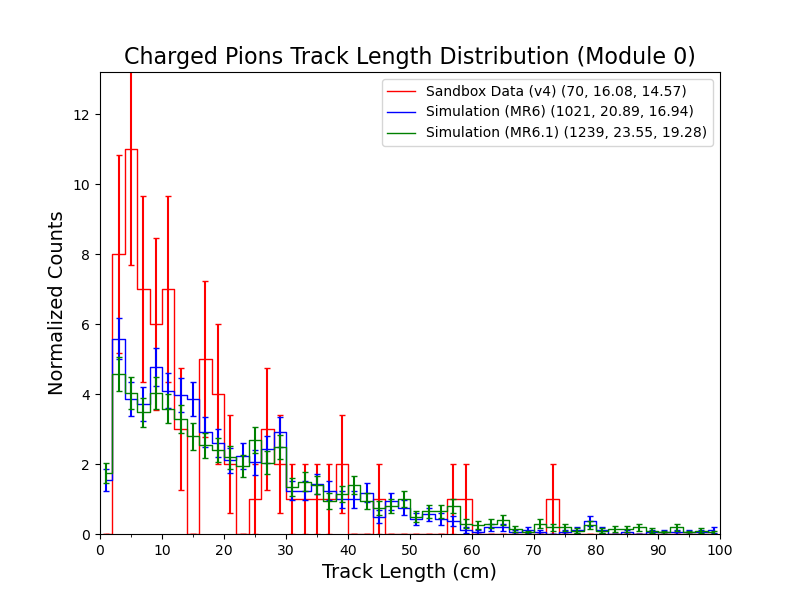 Charged Pions Track Length Distribution (Module 0)
Sandbox Data (v4) (70, 16.08, 14.57)
Simulation (MR6) (1021, 20.89, 16.94)
Simulation (MR6.1) (1239, 23.55, 19.28)
Normalized Counts
12
10
8
6
4
2
0
0 10 20 30 40 50 60 70 80 90 100
Track Length (cm)